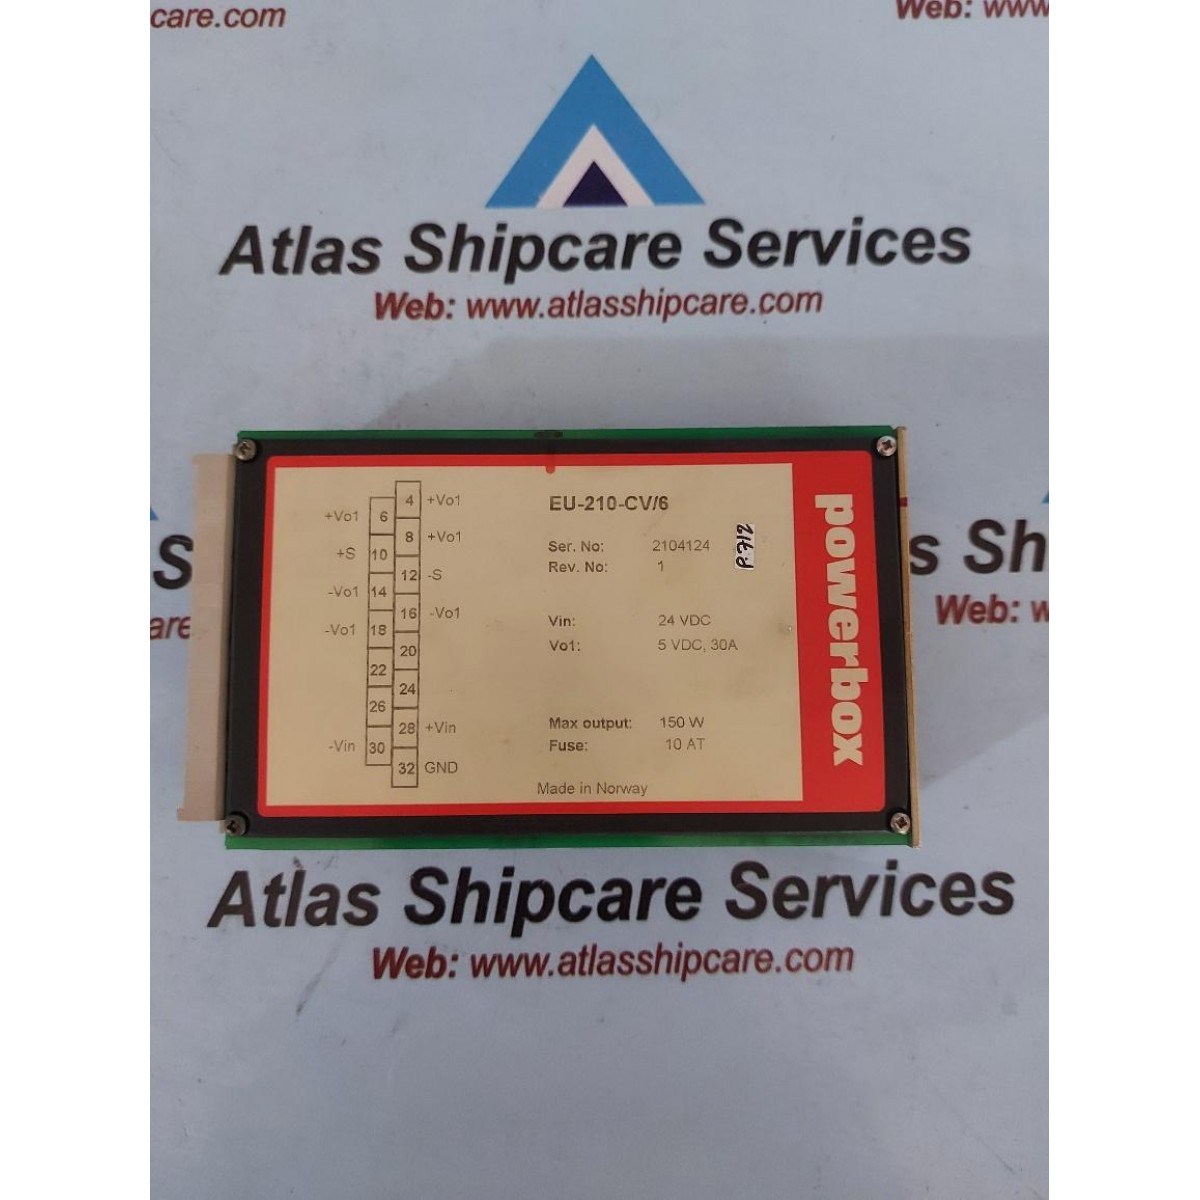 care.com
Web: www
Atlas Shipcare Services
Web: www.atlasshipcare.com
4 +Vo1
+Vo1 6
8 +Vo1
+S 10
12 -S
-Vo1 14
16 -Vo1
-Vo1 18
20
22
24
26
28 +Vin
-Vin 30
32 GND
EU-210-CV/6
Ser. No: 2104124
Rev. No: 1
Vin: 24 VDC
Vo1: 5 VDC, 30A
Max output: 150 W
Fuse: 10 AT
Made in Norway
powerbox
s
are
s Sh
Web: w
Atlas Shipcare Services
Web: www.atlasshipcare.com